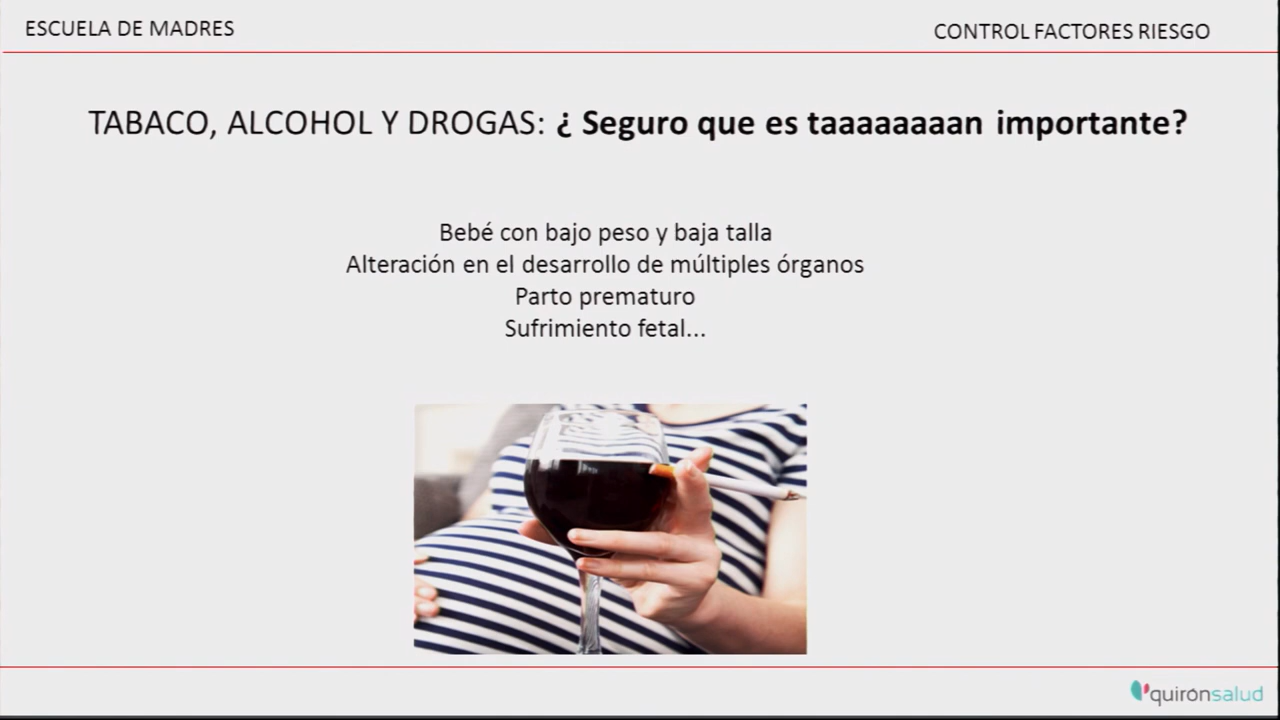 ESCUELA DE MADRES
CONTROL FACTORES RIESGO
TABACO, ALCOHOL Y DROGAS: ¿ Seguro que es taaaaaaaan importante?
Bebé con bajo peso y baja talla
Alteración en el desarrollo de múltiples órganos
Parto prematuro
Sufrimiento fetal...
quirónsalud